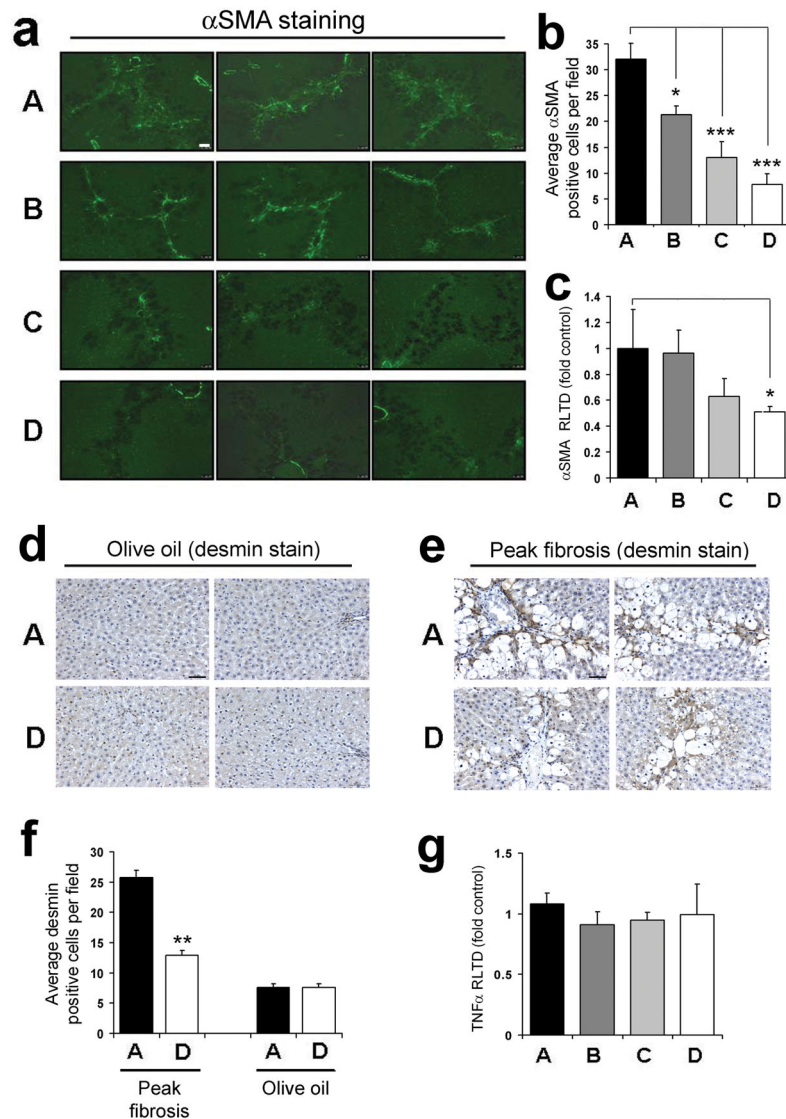 a
αSMA staining
A
B
C
D
b
Average αSMA
positive cells per field
35
30
25
20
15
10
5
0
*
***
***
A B C D
c
αSMA RLTD (fold control)
1.4
1.2
1
0.8
0.6
0.4
0.2
0
*
A B C D
d
Olive oil (desmin stain)
A
D
e
Peak fibrosis (desmin stain)
A
D
f
Average desmin
positive cells per field
30
25
20
15
10
5
0
**
A D A D
Peak
fibrosis
Olive oil
g
TNFα RLTD (fold control)
1.5
1
0.5
0
A B C D